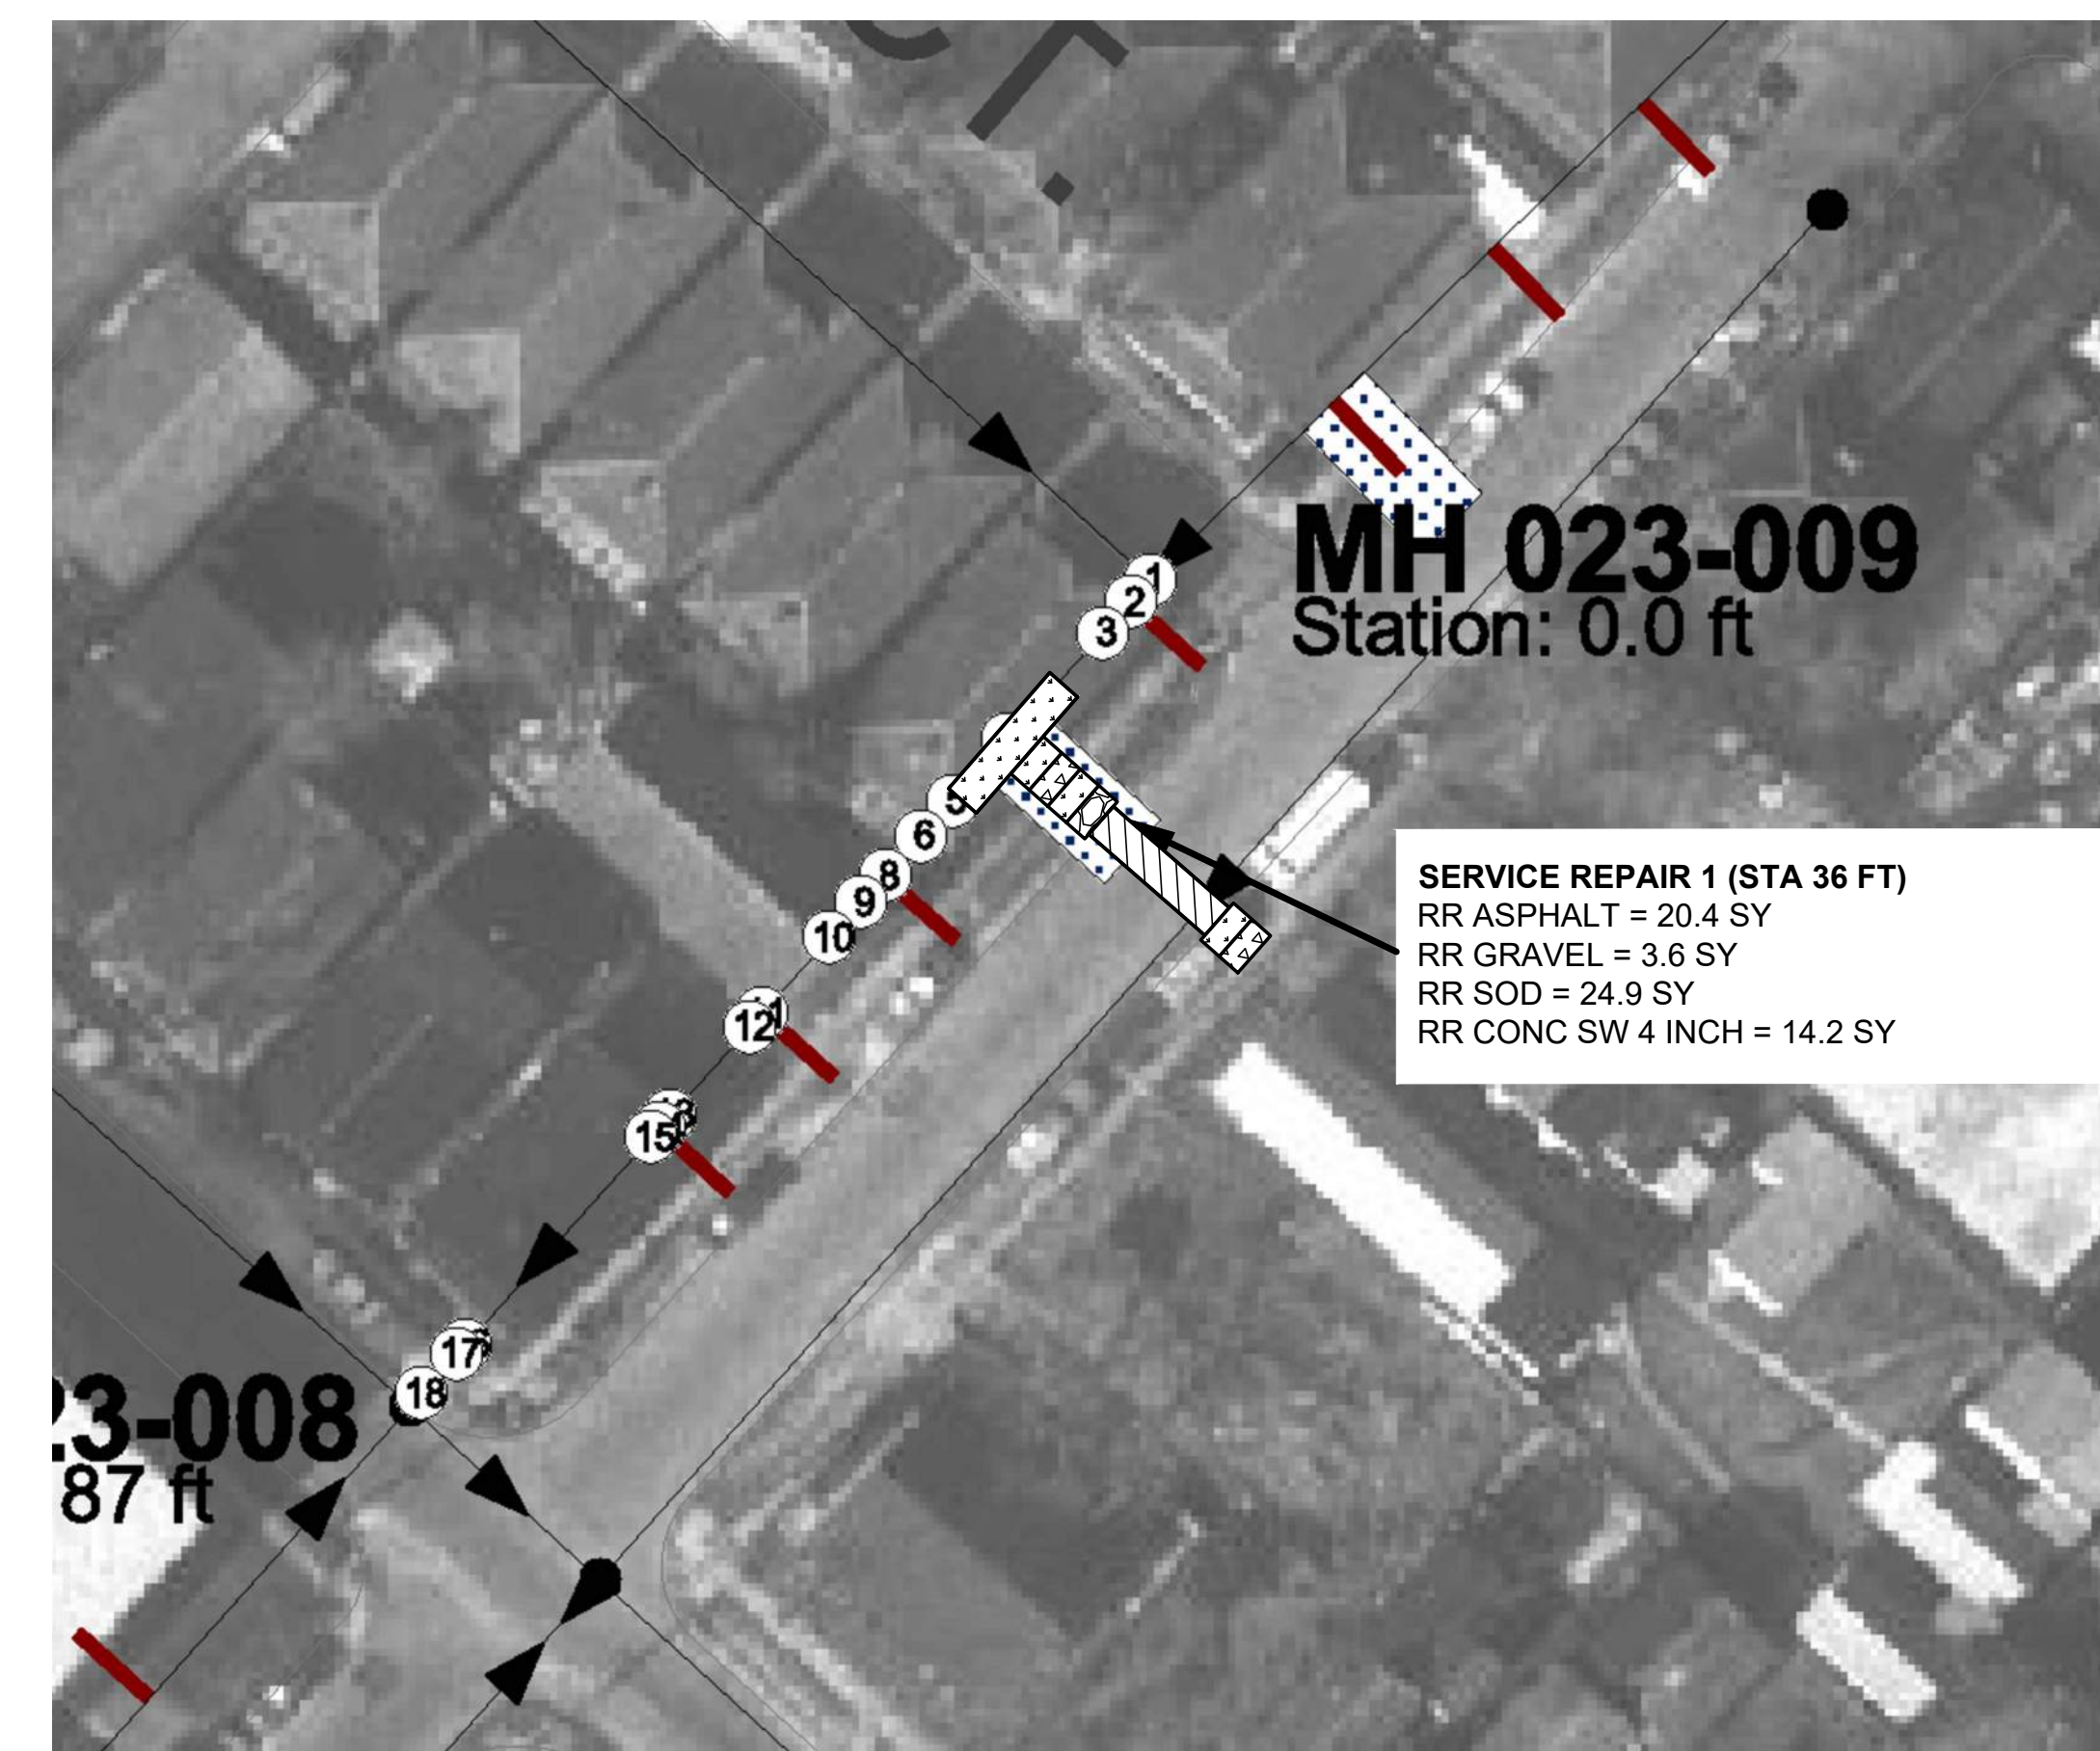 1
2
3
MH 023-009
Station: 0.0 ft
5
6
8
9
10
12
15
17
18
SERVICE REPAIR 1 (STA 36 FT)
RR ASPHALT = 20.4 SY
RR GRAVEL = 3.6 SY
RR SOD = 24.9 SY
RR CONC SW 4 INCH = 14.2 SY
23-008
87 ft